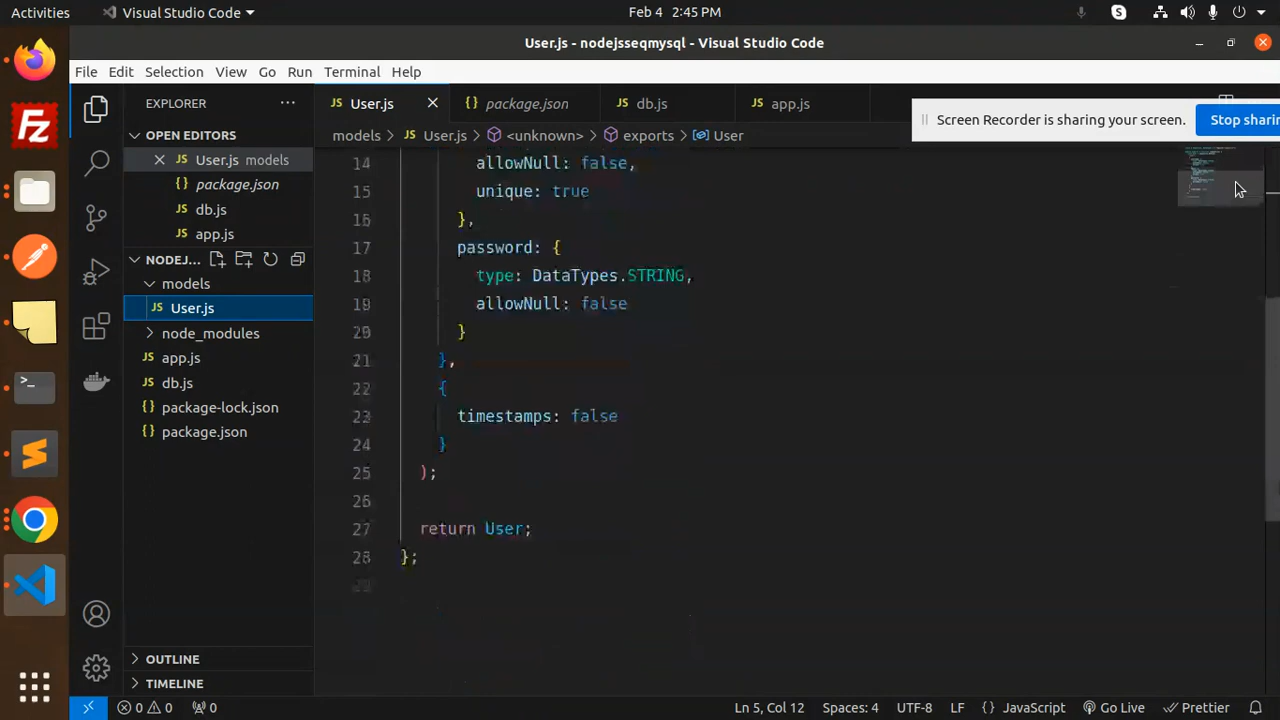 Activities
Visual Studio Code
Feb 4 2:45 PM
User.js - nodejsseqmysql - Visual Studio Code
File Edit Selection View Go Run Terminal Help
EXPLORER
OPEN EDITORS
User.js models
package.json
db.js
app.js
NODEJ...
models
User.js
node_modules
app.js
db.js
package-lock.json
package.json
OUTLINE
TIMELINE
JS User.js
{} package.json
JS db.js
JS app.js
models > JS User.js > <unknown> > exports > User
Screen Recorder is sharing your screen.
Stop sharin
14 allowNull: false,
15 unique: true
16 },
17 password: {
18 type: DataTypes.STRING,
19 allowNull: false
20 }
21 },
22 {
23 timestamps: false
24 }
25 );
26
27 return User;
28 };
29
0 0 0
Ln 5, Col 12
Spaces: 4
UTF-8
LF
{} JavaScript
Go Live
Prettier